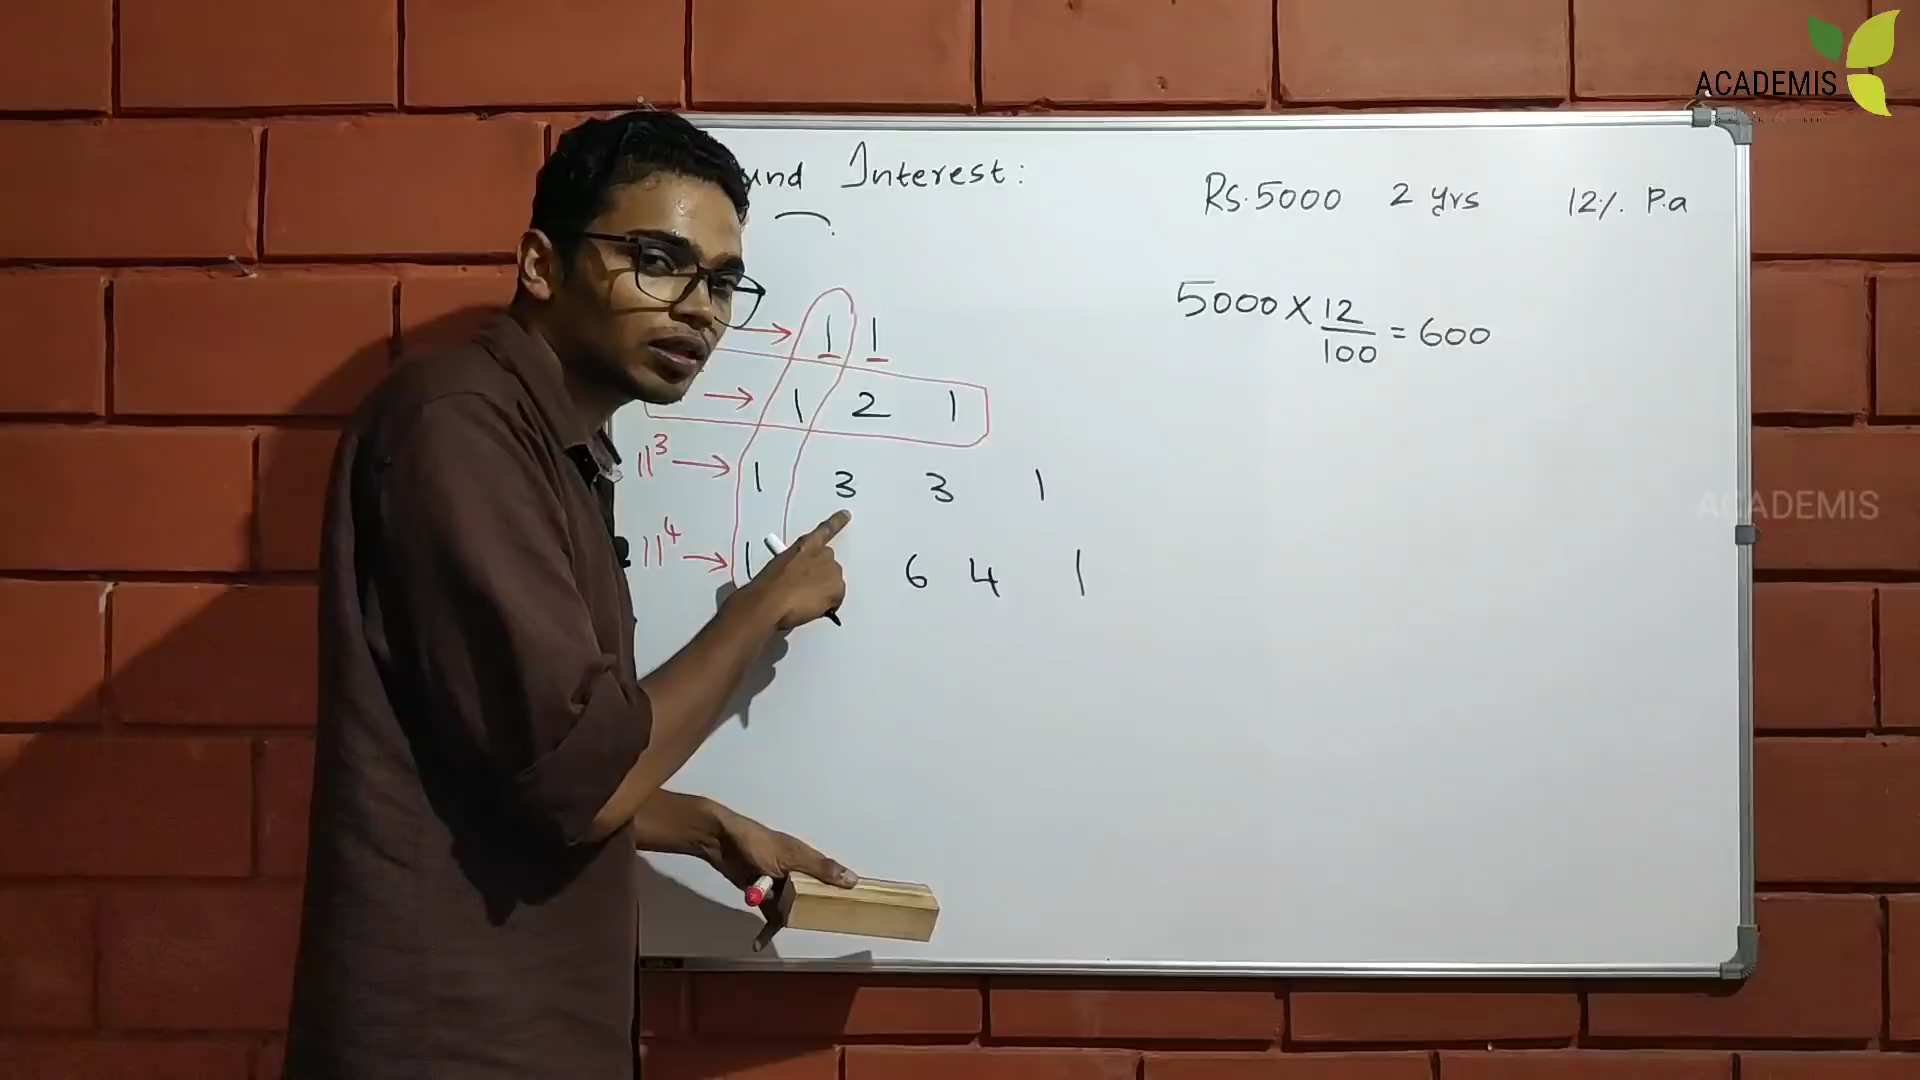 ACADEMIS
und Interest:
Rs.5000 2 yrs 12%. P.a
5000 × 12/100 = 600
1 1
1 2 1
11³ → 1 3 3 1
11⁴ → 1 6 4 1
ACADEMIS